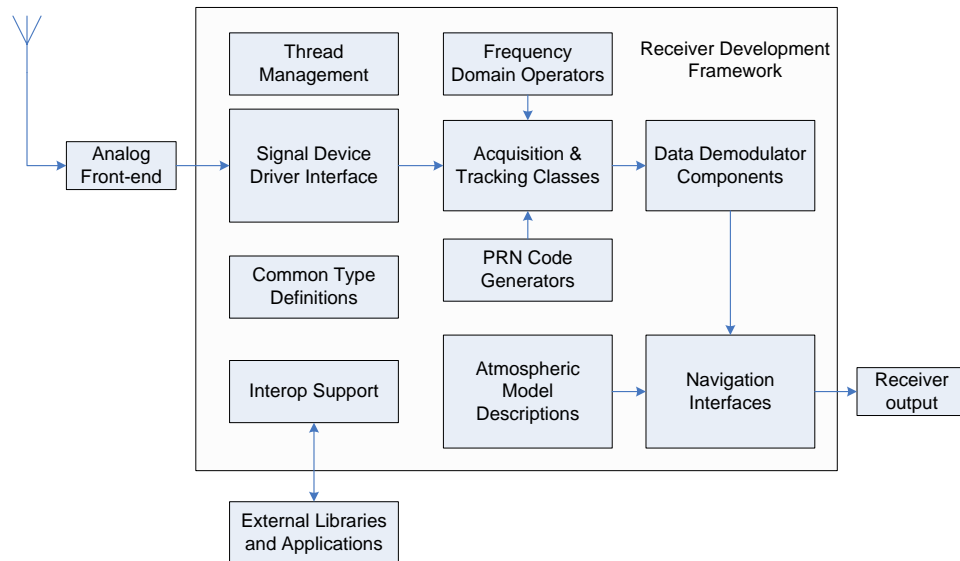 Thread
Management
Frequency
Domain Operators
Receiver Development
Framework
Analog
Front-end
Signal Device
Driver Interface
Acquisition &
Tracking Classes
Data Demodulator
Components
Common Type
Definitions
PRN Code
Generators
Interop Support
Atmospheric
Model
Descriptions
Navigation
Interfaces
Receiver
output
External Libraries
and Applications